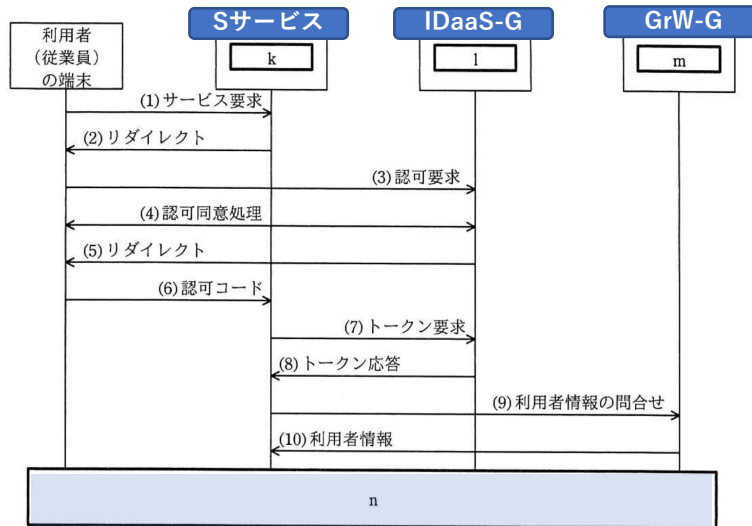 Sサービス
IDaaS-G
GrW-G
利用者
(従業員)
の端末
k
l
m
(1)サービス要求
(2)リダイレクト
(3)認可要求
(4)認可同意処理
(5)リダイレクト
(6)認可コード
(7)トークン要求
(8)トークン応答
(9)利用者情報の問合せ
(10)利用者情報
n